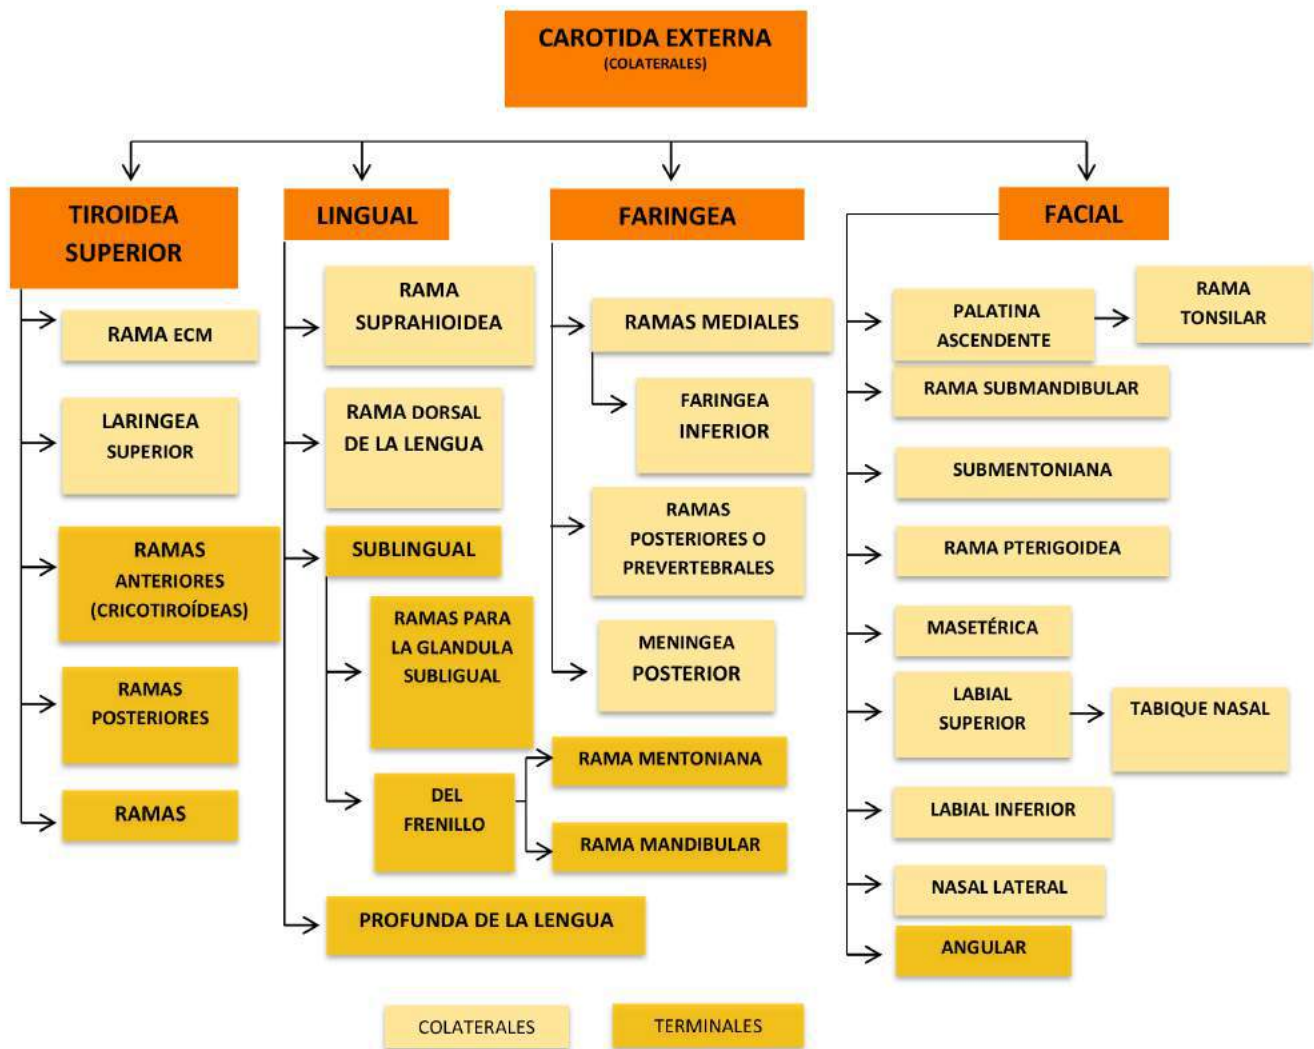 CAROTIDA EXTERNA
(COLATERALES)
TIROIDEA
SUPERIOR
RAMA ECM
LARINGEA
SUPERIOR
RAMAS
ANTERIORES
(CRICOTIROÍDEAS)
RAMAS
POSTERIORES
RAMAS
LINGUAL
RAMA
SUPRAHIOIDEA
RAMA DORSAL
DE LA LENGUA
SUBLINGUAL
RAMAS PARA
LA GLANDULA
SUBLIGUAL
DEL
FRENILLO
RAMA MENTONIANA
RAMA MANDIBULAR
PROFUNDA DE LA LENGUA
FARINGEA
RAMAS MEDIALES
FARINGEA
INFERIOR
RAMAS
POSTERIORES O
PREVERTEBRALES
MENINGEA
POSTERIOR
FACIAL
PALATINA
ASCENDENTE
RAMA
TONSILAR
RAMA SUBMANDIBULAR
SUBMENTONIANA
RAMA PTERIGOIDEA
MASETÉRICA
LABIAL
SUPERIOR
TABIQUE NASAL
LABIAL INFERIOR
NASAL LATERAL
ANGULAR
COLATERALES
TERMINALES